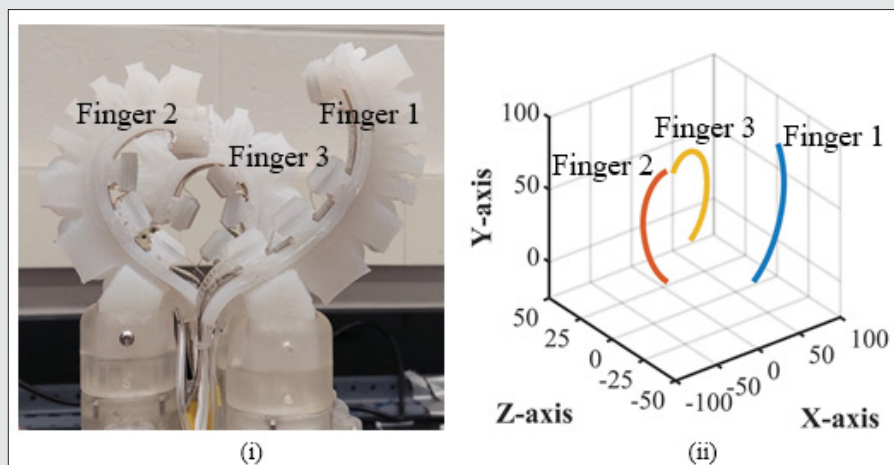 Finger 2
Finger 1
Finger 3
(i)
100
50
0
Y-axis
50
25
0
-25
-50
Z-axis
-100
-50
0
50
100
X-axis
Finger 3
Finger 1
Finger 2
(ii)